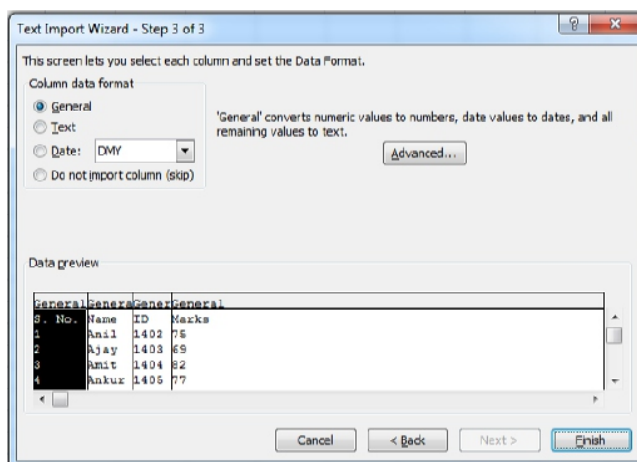 Text Import Wizard - Step 3 of 3
This screen lets you select each column and set the Data Format.
Column data format
General
Text
Date: DMY
Do not import column (skip)
'General' converts numeric values to numbers, date values to dates, and all
remaining values to text.
Advanced...
Data preview
General Genera Gener General
S. No. Name ID Marks
1 Anil 1402 75
2 Ajay 1403 69
3 Amit 1404 82
4 Ankur 1405 77
Cancel < Back Next > Finish